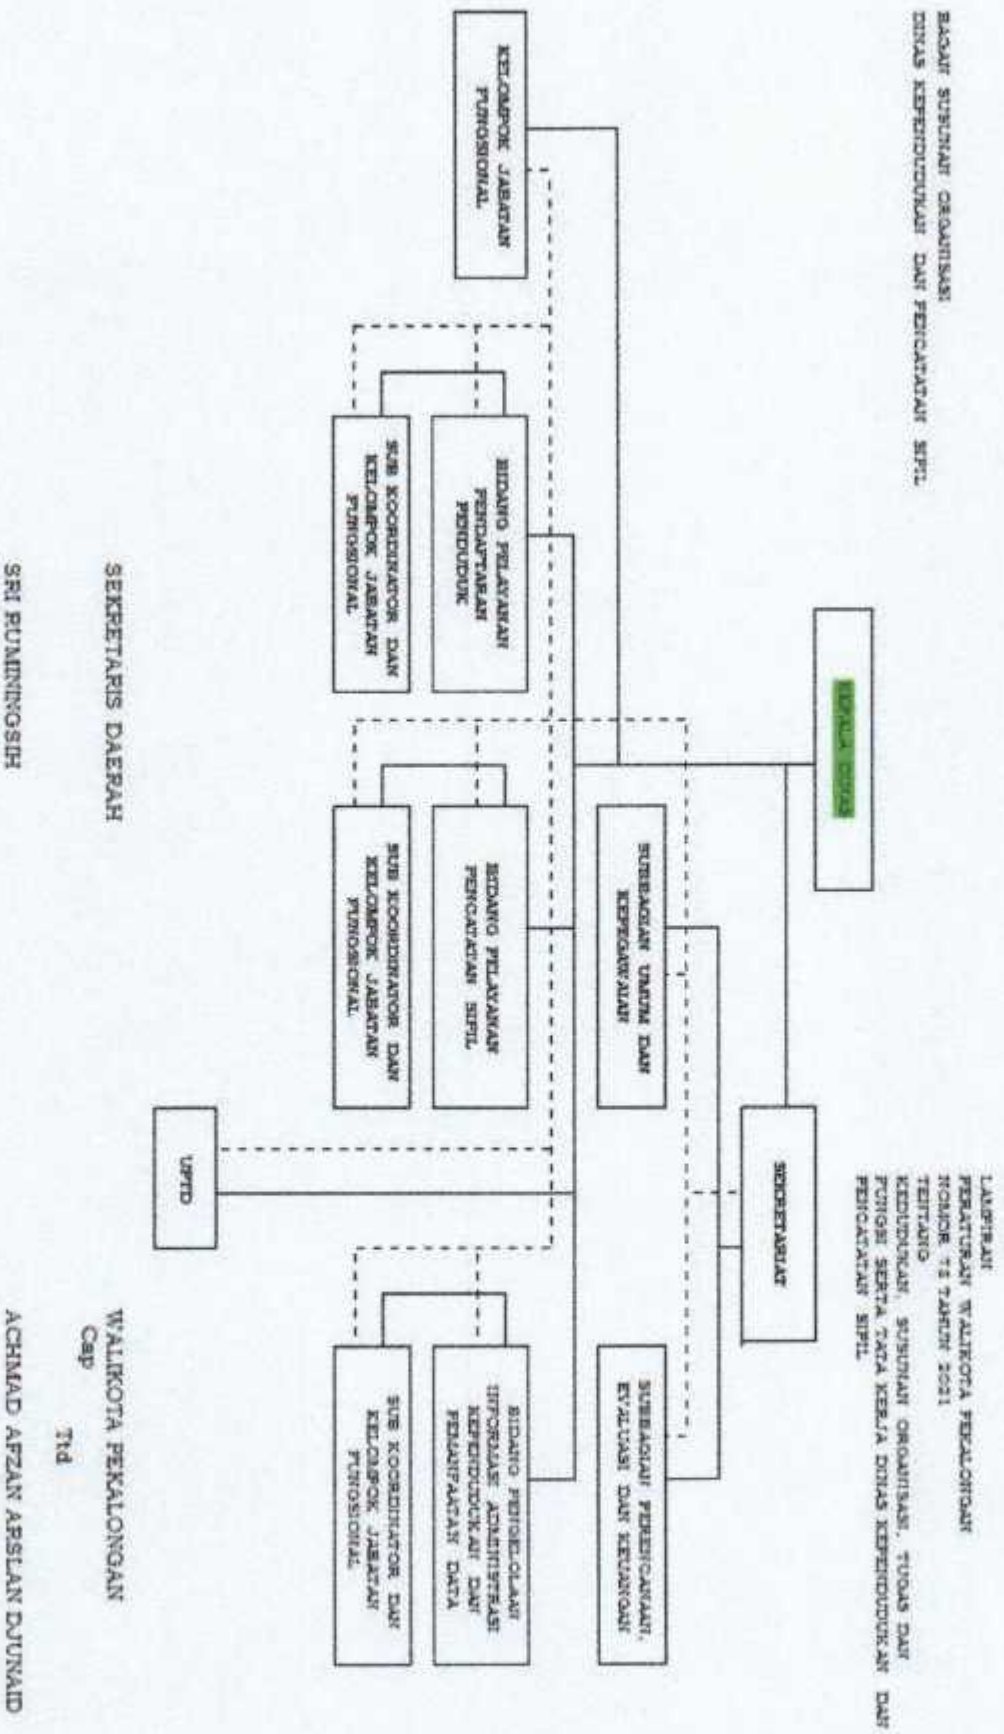 LAMPIRAN
PERATURAN WALIKOTA PEKALONGAN
NOMOR 78 TAHUN 2021
TENTANG
KEDUDUKAN, SUSUNAN ORGANISASI, TUGAS DAN
FUNGSI SERTA TATA KERJA DINAS KEPENDUDUKAN DAN
PENCATATAN SIPIL
BAGAN SUSUNAN ORGANISASI
DINAS KEPENDUDUKAN DAN PENCATATAN SIPIL
KEPALA DINAS
SEKRETARIAT
SUBBAGIAN UMUM DAN
KEPEGAWAIAN
SUBBAGIAN PERENCANAAN,
EVALUASI DAN KEUANGAN
KELOMPOK JABATAN
FUNGSIONAL
BIDANG PELAYANAN
PENDAFTARAN
PENDUDUK
BIDANG PELAYANAN
PENCATATAN SIPIL
BIDANG PENGELOLAAN
INFORMASI ADMINISTRASI
KEPENDUDUKAN DAN
PEMANFAATAN DATA
SUB KOORDINATOR DAN
KELOMPOK JABATAN
FUNGSIONAL
SUB KOORDINATOR DAN
KELOMPOK JABATAN
FUNGSIONAL
SUB KOORDINATOR DAN
KELOMPOK JABATAN
FUNGSIONAL
UPTD
SEKRETARIS DAERAH
SRI RUMININGSIH
WALIKOTA PEKALONGAN
Cap
Ttd
ACHMAD AFZAN ARSLAN DJUNAID